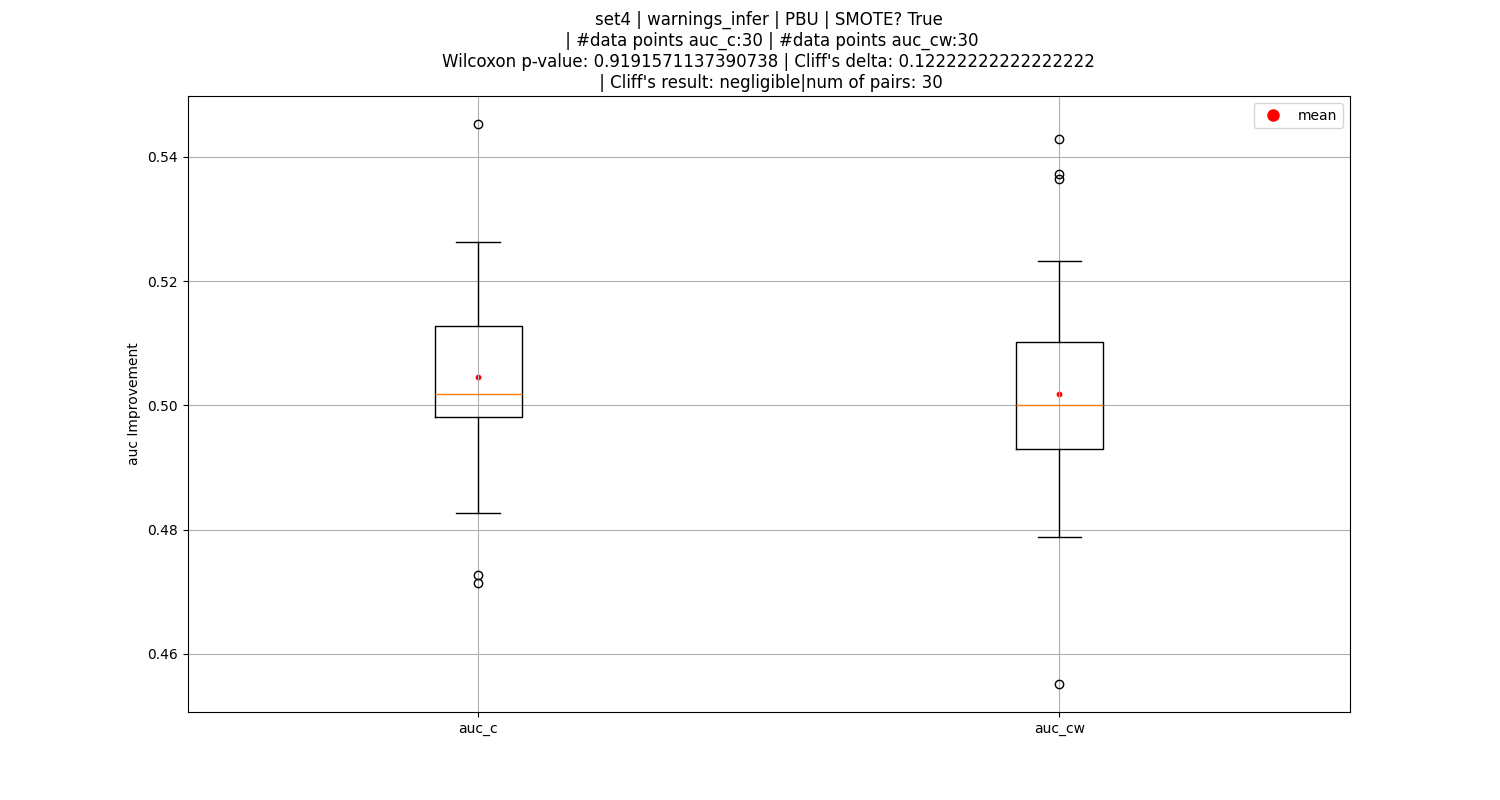 set4 | warnings_infer | PBU | SMOTE? True
| #data points auc_c:30 | #data points auc_cw:30
Wilcoxon p-value: 0.9191571137390738 | Cliff's delta: 0.12222222222222222
| Cliff's result: negligible|num of pairs: 30
mean
0.54
0.52
0.50
0.48
0.46
auc Improvement
auc_c
auc_cw